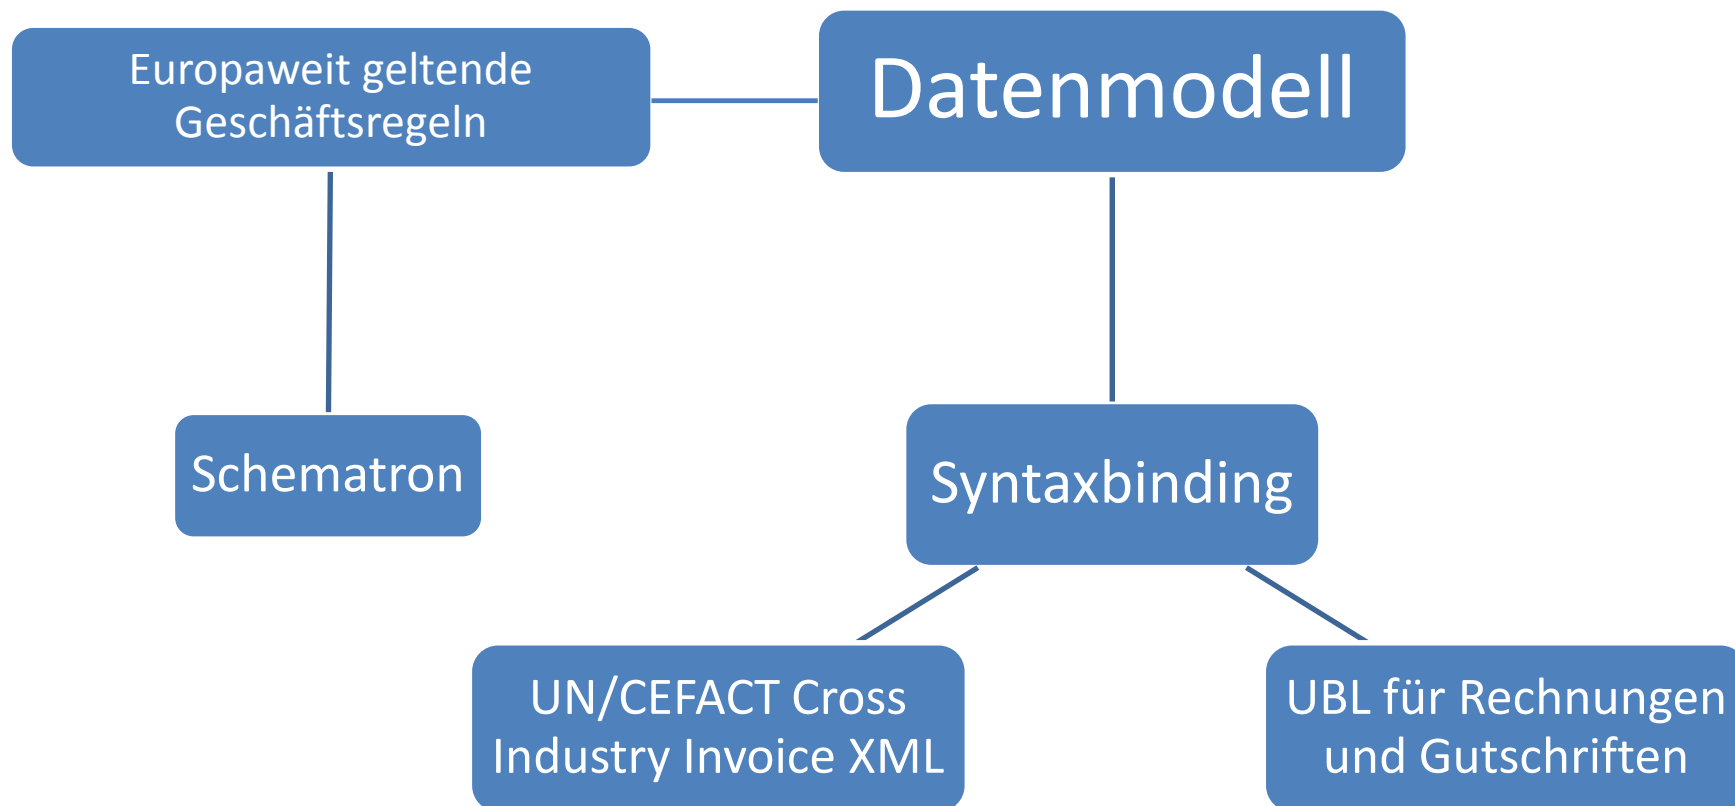 Europaweit geltende
Geschäftsregeln
Datenmodell
Schematron
Syntaxbinding
UN/CEFACT Cross
Industry Invoice XML
UBL für Rechnungen
und Gutschriften